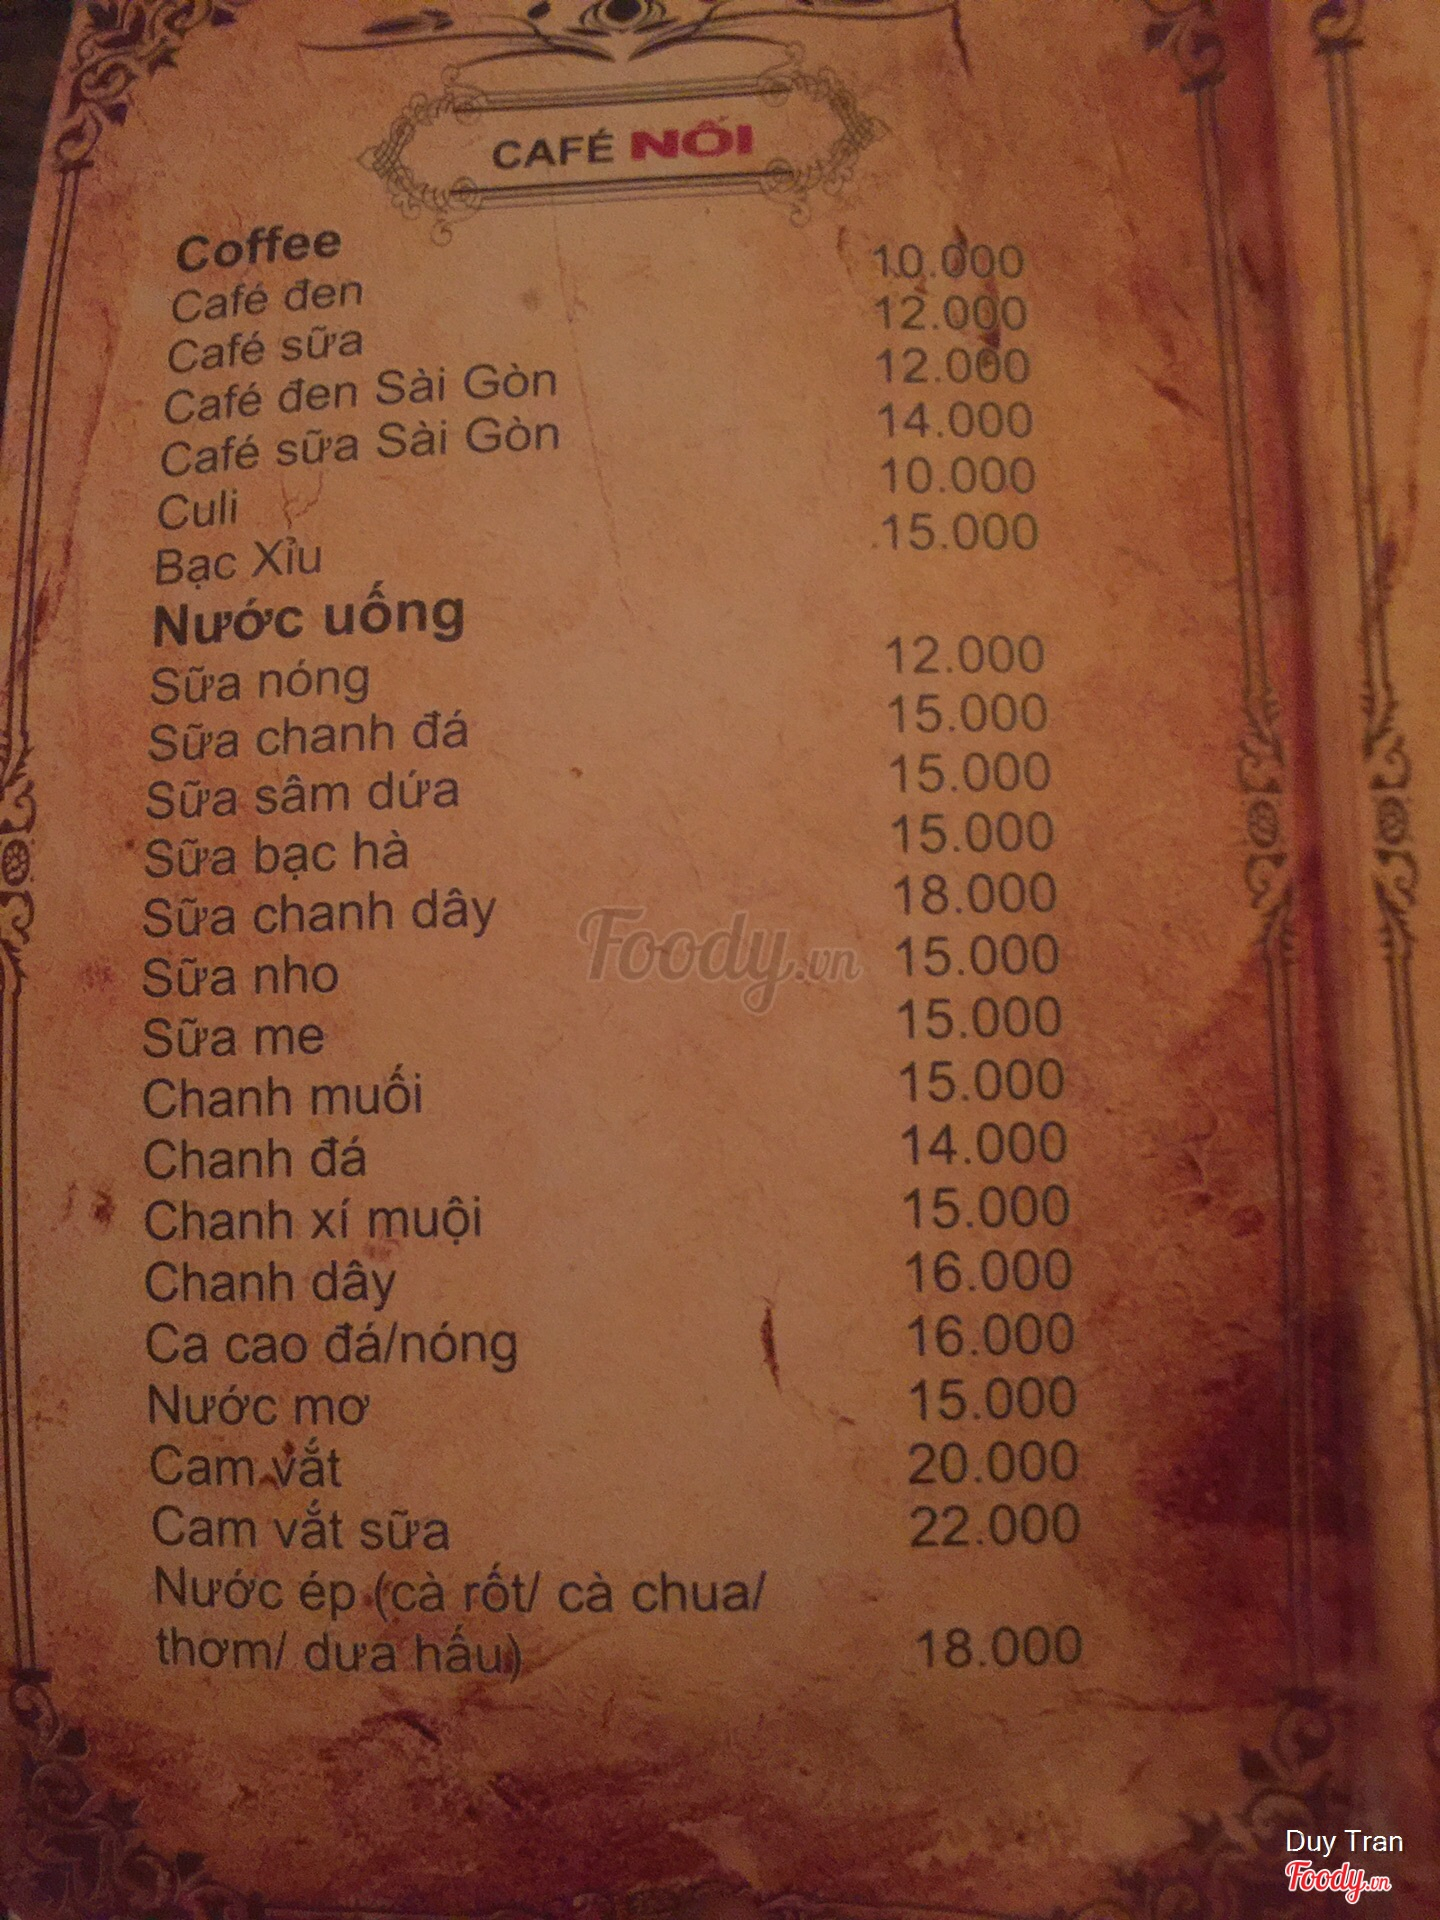 CAFÉ NỐI
Coffee
Café đen 10.000
Café sữa 12.000
Café đen Sài Gòn 12.000
Café sữa Sài Gòn 14.000
Culi 10.000
Bạc Xỉu 15.000
Nước uống
Sữa nóng 12.000
Sữa chanh đá 15.000
Sữa sâm dứa 15.000
Sữa bạc hà 15.000
Sữa chanh dây 18.000
Sữa nho 15.000
Sữa me 15.000
Chanh muối 15.000
Chanh đá 14.000
Chanh xí muội 15.000
Chanh dây 16.000
Ca cao đá/nóng 16.000
Nước mơ 15.000
Cam vắt 20.000
Cam vắt sữa 22.000
Nước ép (cà rốt/ cà chua/
thơm/ dưa hấu) 18.000
Foody.vn
Duy Tran
Foody.vn